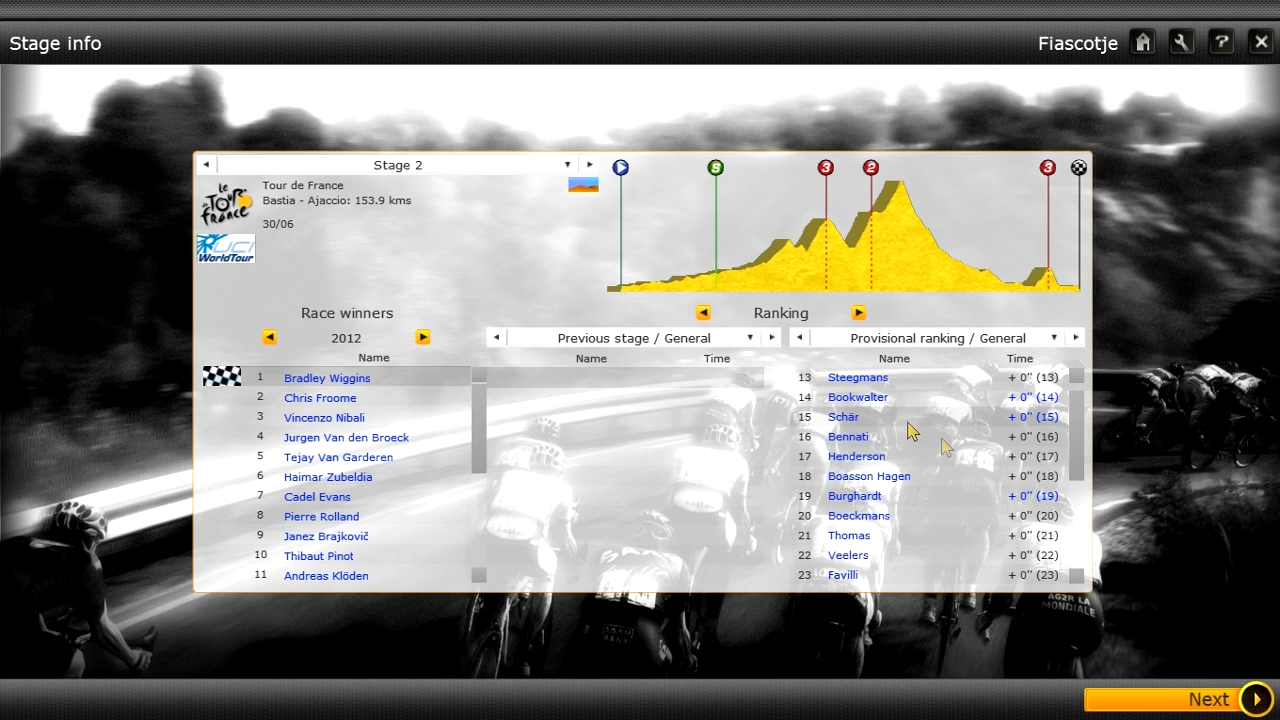 Stage info
Fiascotje
Stage 2
S 3 2 3
le TOUR de FRANCE
Tour de France
Bastia - Ajaccio: 153.9 kms
30/06
UCI WorldTour
Race winners
Ranking
2012
Previous stage / General
Provisional ranking / General
Name
Name Time
Name Time
1 Bradley Wiggins
2 Chris Froome
3 Vincenzo Nibali
4 Jurgen Van den Broeck
5 Tejay Van Garderen
6 Haimar Zubeldia
7 Cadel Evans
8 Pierre Rolland
9 Janez Brajkovič
10 Thibaut Pinot
11 Andreas Klöden
13 Steegmans + 0'' (13)
14 Bookwalter + 0'' (14)
15 Schär + 0'' (15)
16 Bennati + 0'' (16)
17 Henderson + 0'' (17)
18 Boasson Hagen + 0'' (18)
19 Burghardt + 0'' (19)
20 Boeckmans + 0'' (20)
21 Thomas + 0'' (21)
22 Veelers + 0'' (22)
23 Favilli + 0'' (23)
AG2R LA
MONDIALE
Next